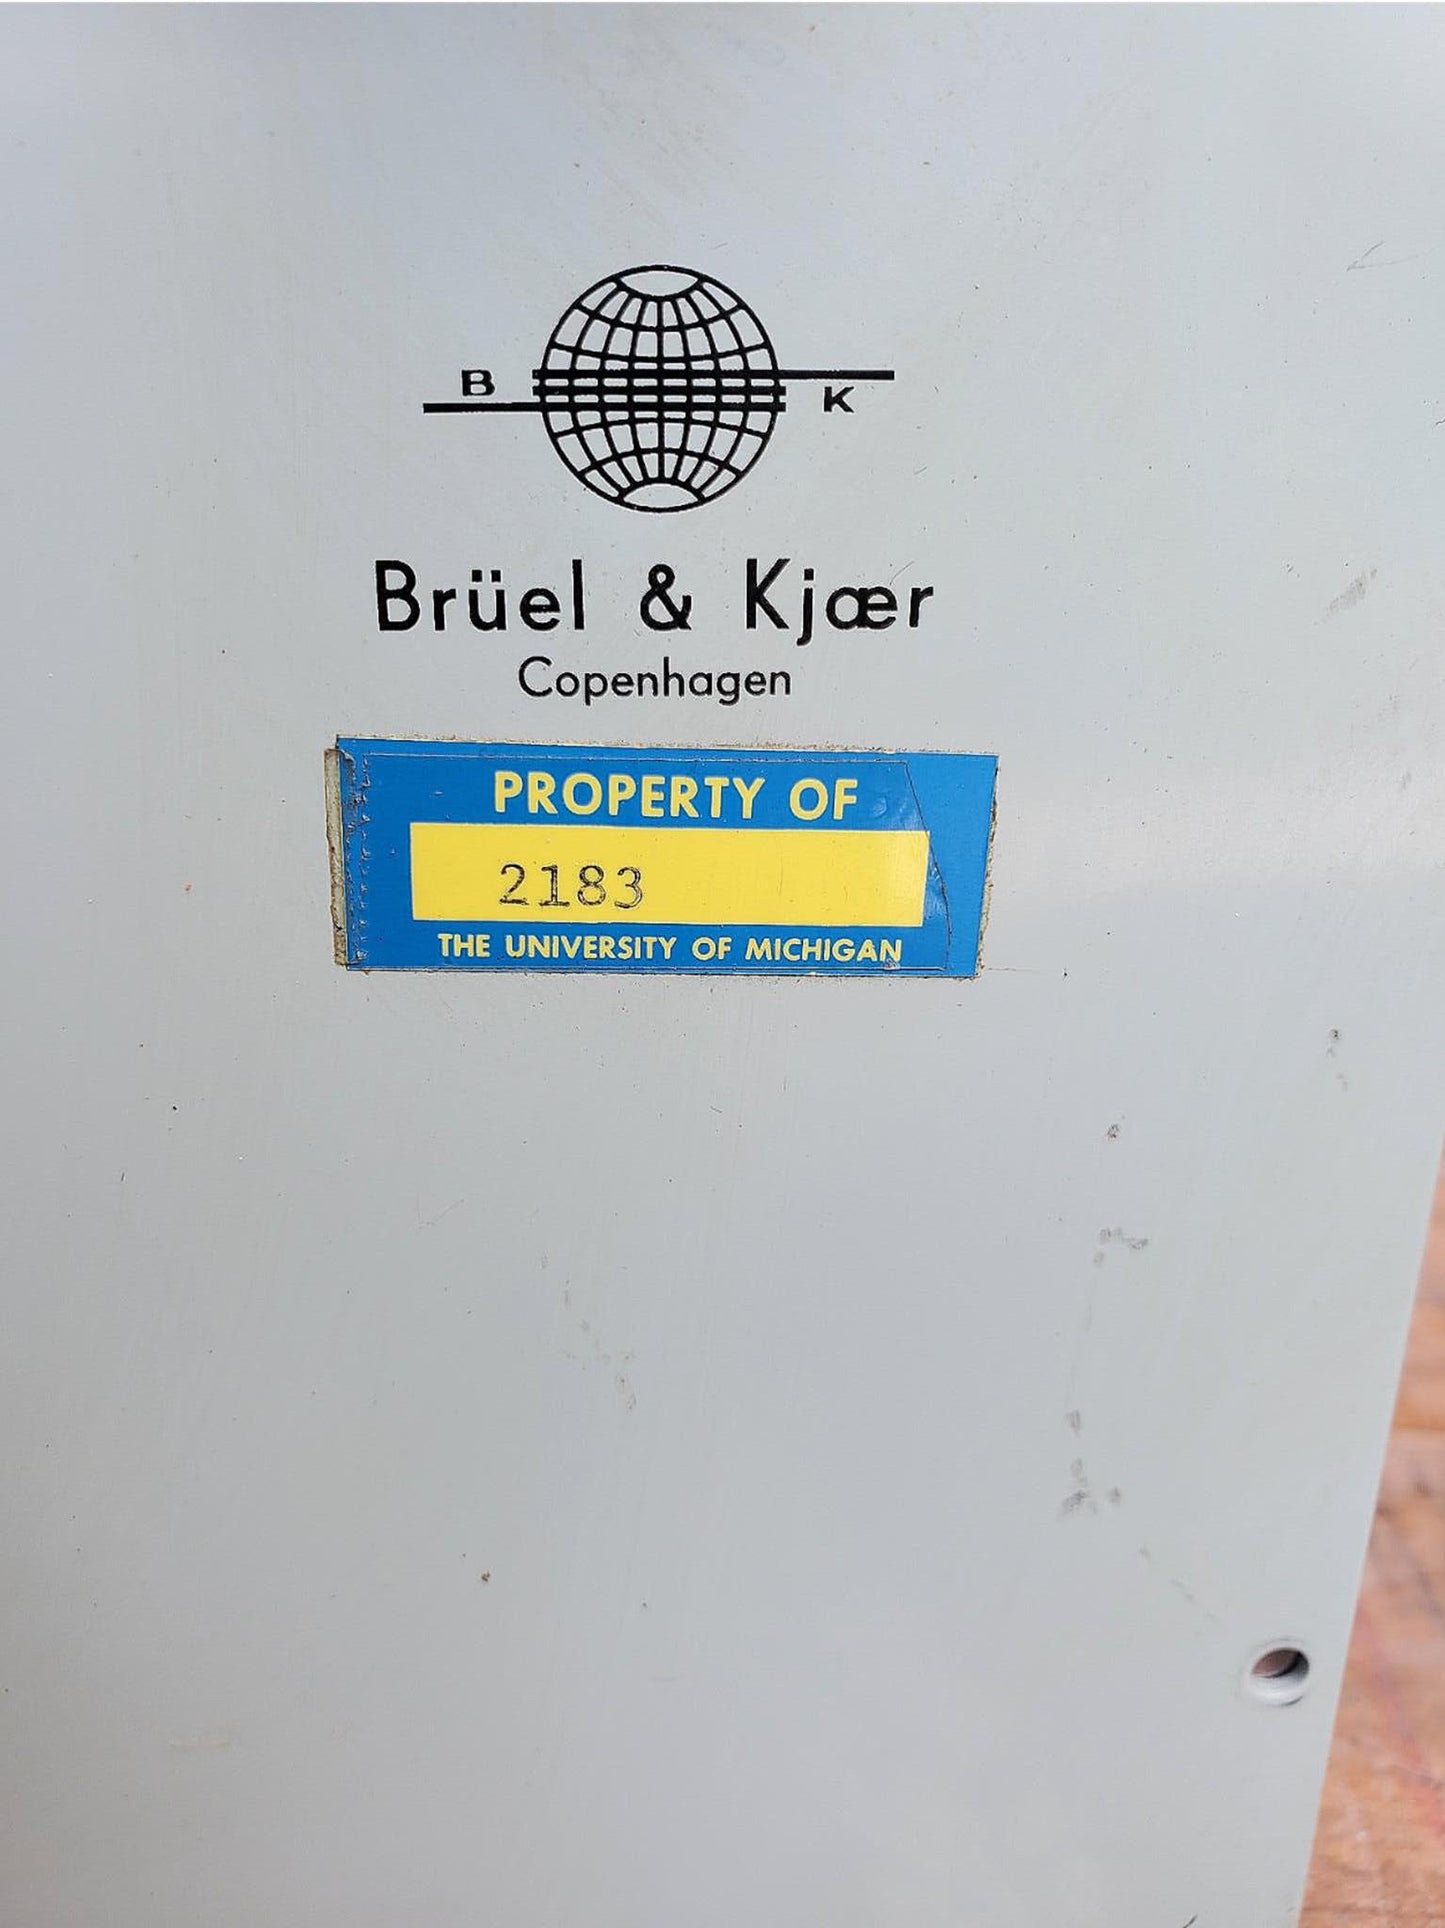 B K
Brüel & Kjær
Copenhagen
PROPERTY OF
2183
THE UNIVERSITY OF MICHIGAN